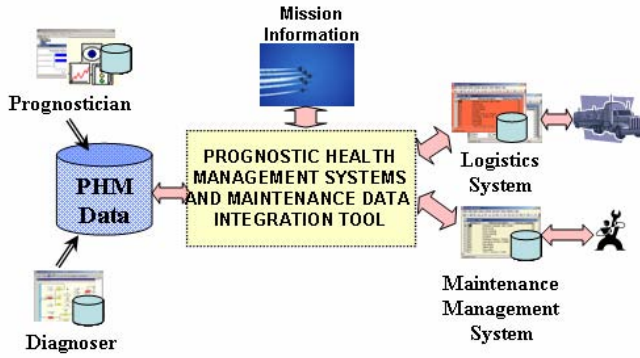 Mission
Information
Prognostician
PHM
Data
Diagnoser
PROGNOSTIC HEALTH
MANAGEMENT SYSTEMS
AND MAINTENANCE DATA
INTEGRATION TOOL
Logistics
System
Maintenance
Management
System